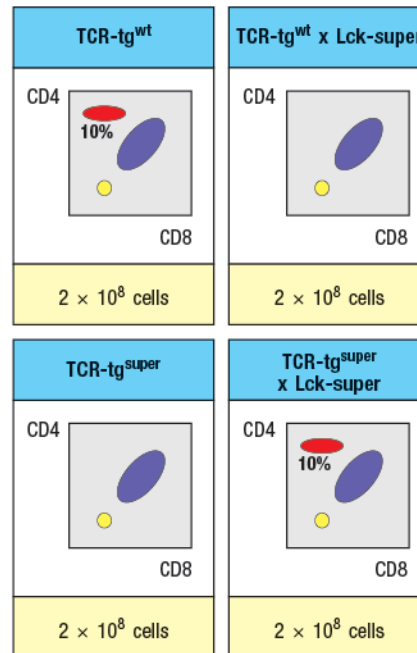 TCR-tgʷᵗ
CD4
10%
CD8
2 × 10⁸ cells
TCR-tgʷᵗ x Lck-super
CD4
CD8
2 × 10⁸ cells
TCR-tgˢᵘᵖᵉʳ
CD4
CD8
2 × 10⁸ cells
TCR-tgˢᵘᵖᵉʳ
x Lck-super
CD4
10%
CD8
2 × 10⁸ cells